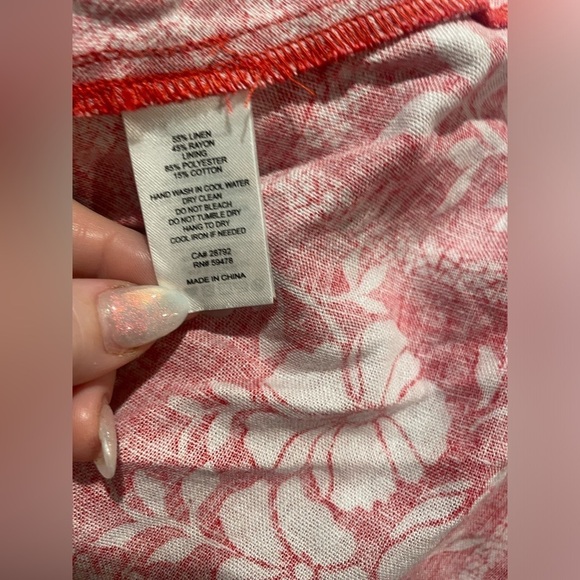 55% LINEN
45% RAYON
LINING
85% POLYESTER
15% COTTON
HAND WASH IN COOL WATER
DRY CLEAN
DO NOT BLEACH
DO NOT TUMBLE DRY
HANG TO DRY
COOL IRON IF NEEDED
CA# 28792
RN# 59478
MADE IN CHINA